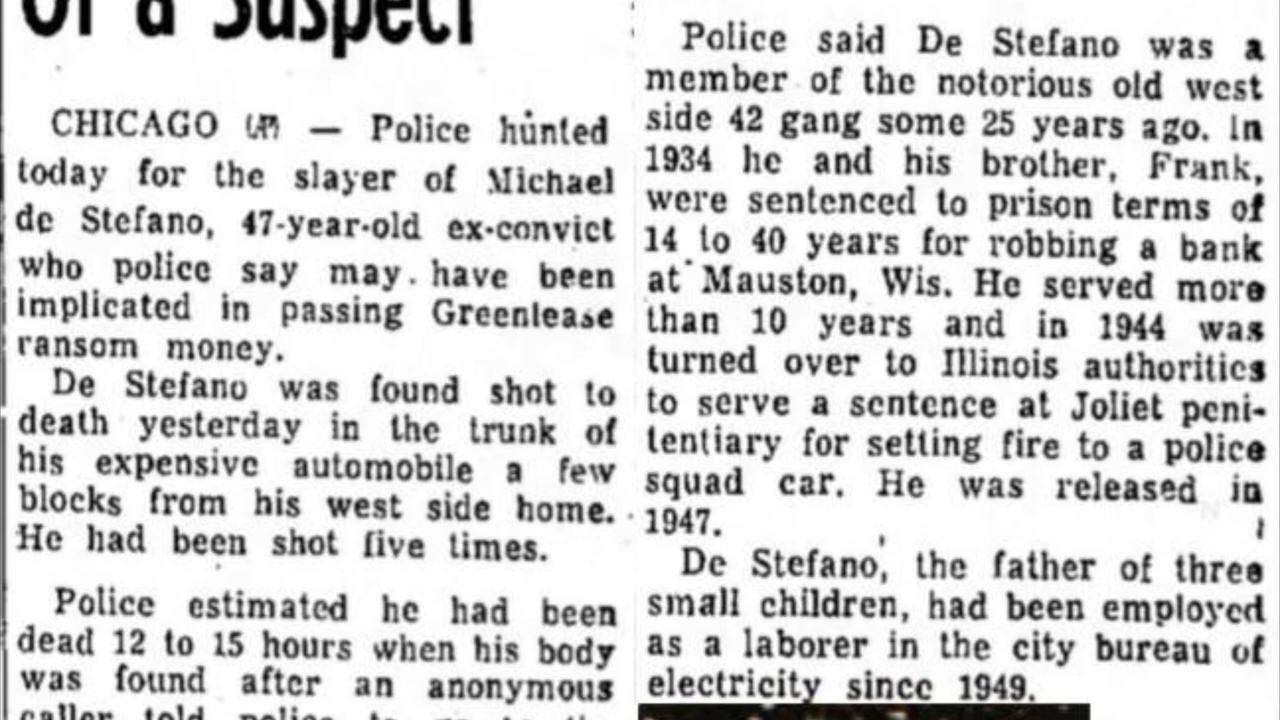 Of a Suspect
CHICAGO (AP) — Police hunted
today for the slayer of Michael
de Stefano, 47-year-old ex-convict
who police say may have been
implicated in passing Greenlease
ransom money.
De Stefano was found shot to
death yesterday in the trunk of
his expensive automobile a few
blocks from his west side home.
He had been shot five times.
Police estimated he had been
dead 12 to 15 hours when his body
was found after an anonymous
caller told police to
Police said De Stefano was a
member of the notorious old west
side 42 gang some 25 years ago. In
1934 he and his brother, Frank,
were sentenced to prison terms of
14 to 40 years for robbing a bank
at Mauston, Wis. He served more
than 10 years and in 1944 was
turned over to Illinois authorities
to serve a sentence at Joliet peni-
tentiary for setting fire to a police
squad car. He was released in
1947.
De Stefano, the father of three
small children, had been employed
as a laborer in the city bureau of
electricity since 1949.